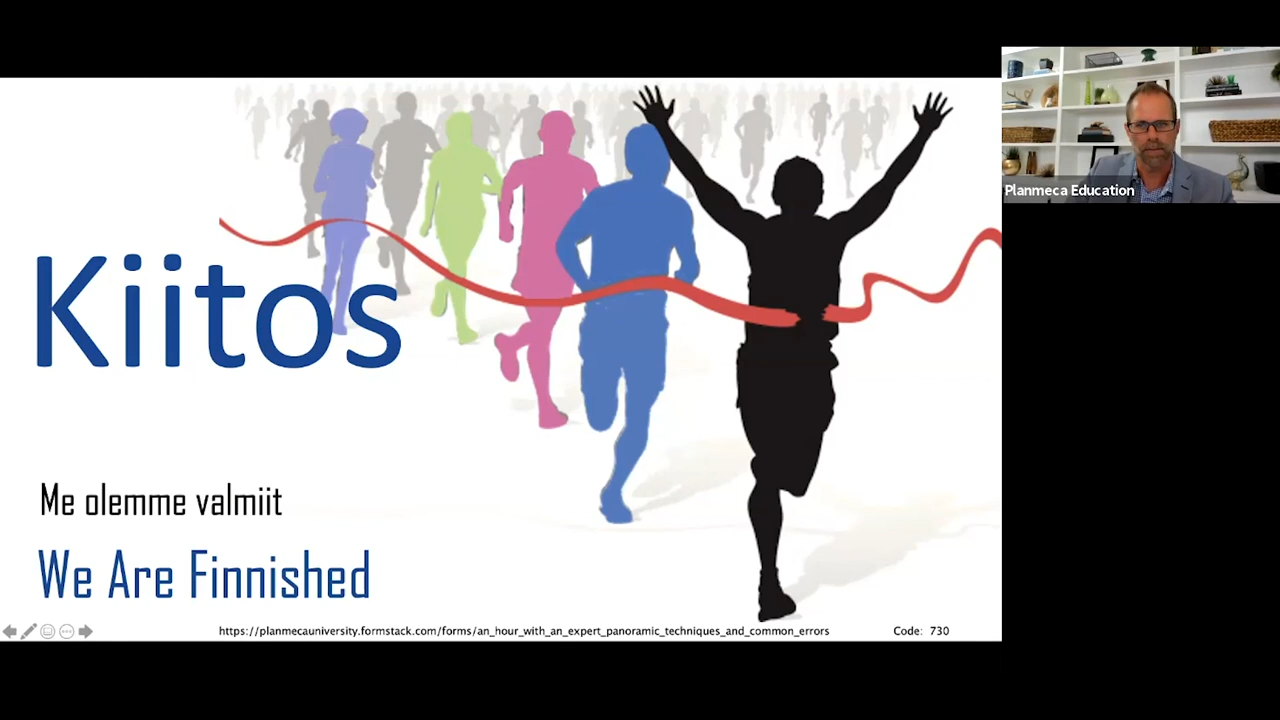 Kiitos
Me olemme valmiit
We Are Finnished
https://planmecauniversity.formstack.com/forms/an_hour_with_an_expert_panoramic_techniques_and_common_errors
Code: 730
Planmeca Education